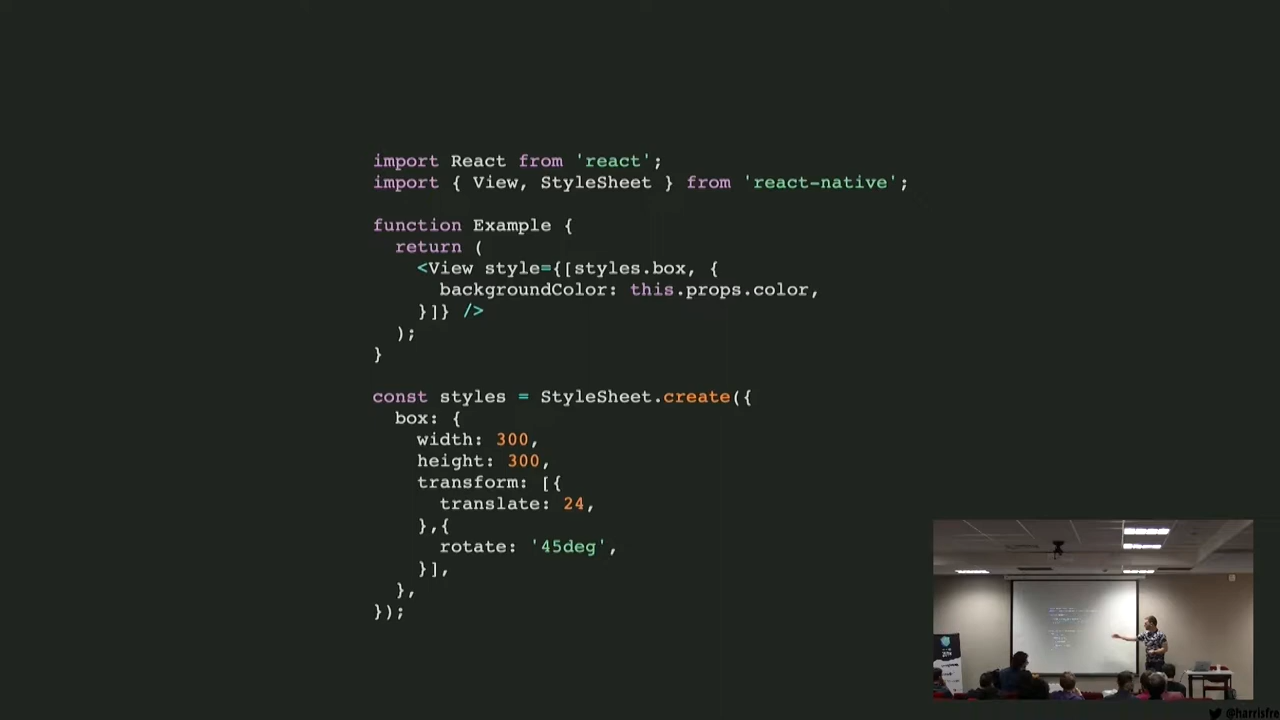 import React from 'react';
import { View, StyleSheet } from 'react-native';
function Example {
return (
<View style={[styles.box, {
backgroundColor: this.props.color,
}]} />
);
}
const styles = StyleSheet.create({
box: {
width: 300,
height: 300,
transform: [{
translate: 24,
},{
rotate: '45deg',
}],
},
});
@harrisfre